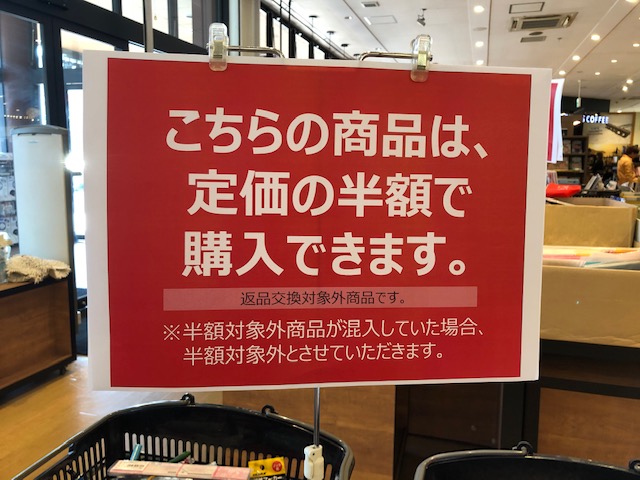 こちらの商品は、
定価の半額で
購入できます。
返品交換対象外商品です。
※半額対象外商品が混入していた場合、
半額対象外とさせていただきます。
COFFEE